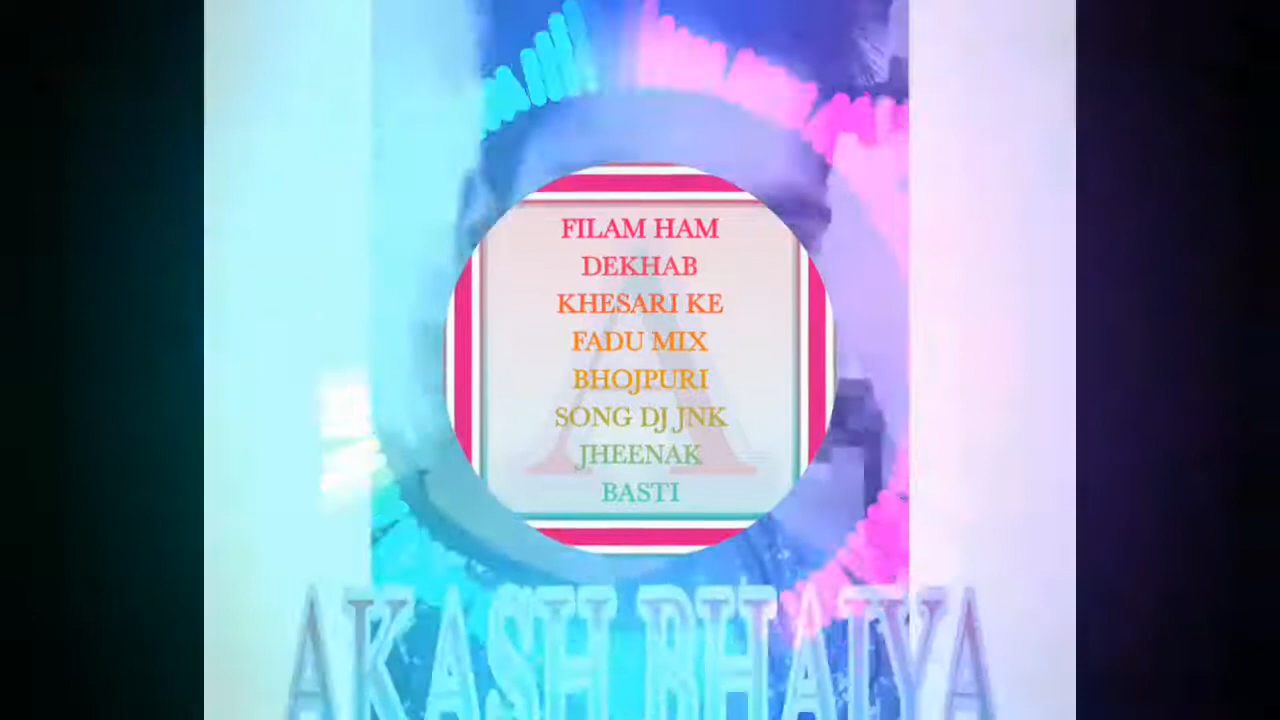 FILAM HAM
DEKHAB
KHESARI KE
FADU MIX
BHOJPURI
SONG DJ JNK
JHEENAK
BASTI
A
AKASH BHAIYA